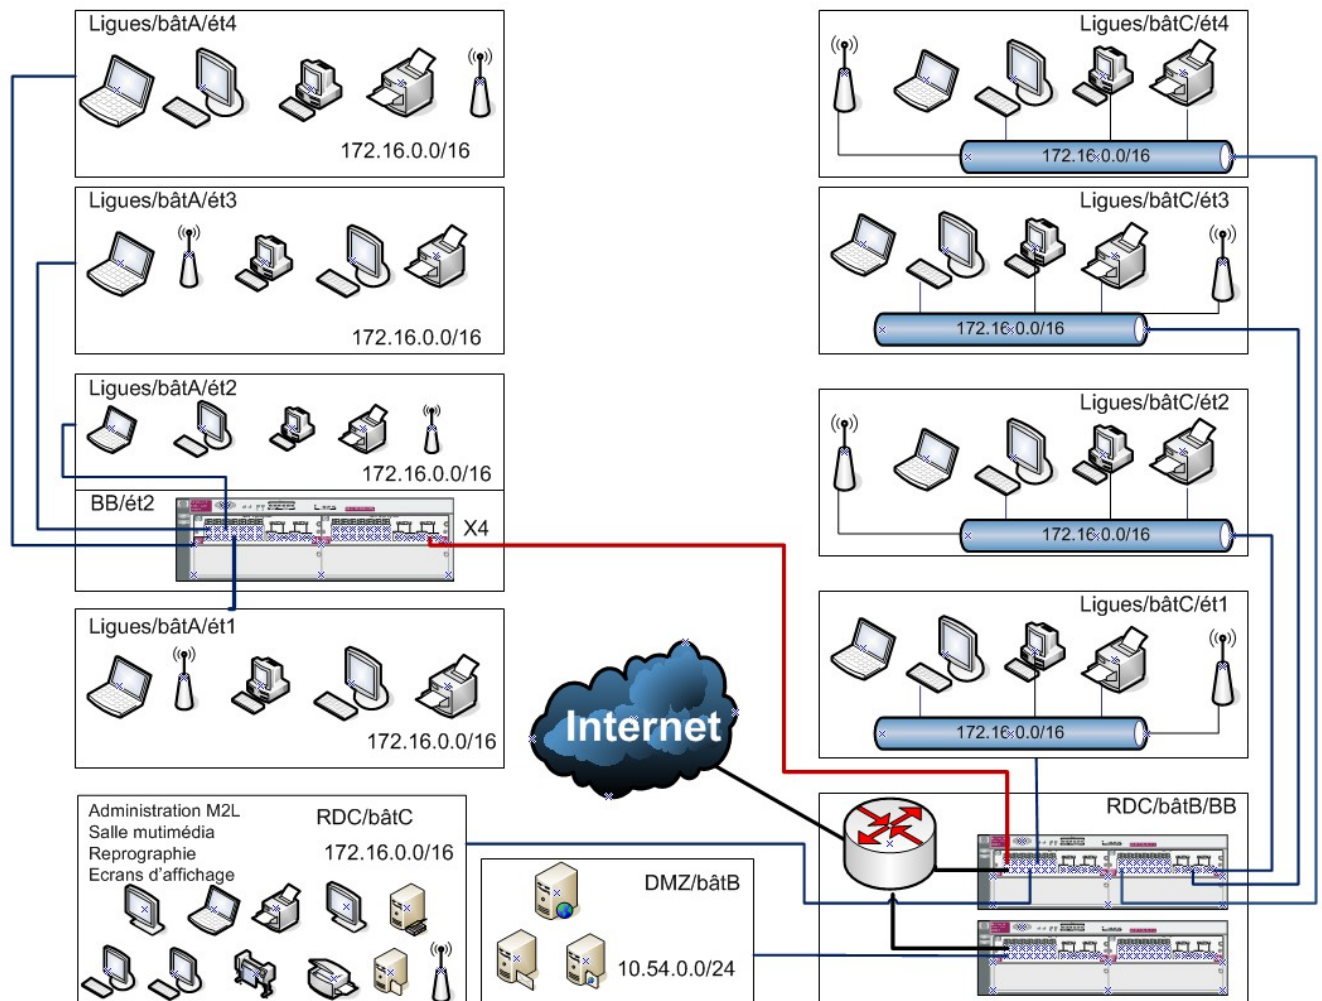 Ligues/bâtA/ét4
172.16.0.0/16
Ligues/bâtA/ét3
172.16.0.0/16
Ligues/bâtA/ét2
172.16.0.0/16
BB/ét2
X4
Ligues/bâtA/ét1
172.16.0.0/16
Administration M2L
Salle mutimédia
Reprographie
Ecrans d'affichage
RDC/bâtC
172.16.0.0/16
Internet
DMZ/bâtB
10.54.0.0/24
Ligues/bâtC/ét4
172.16.0.0/16
Ligues/bâtC/ét3
172.16.0.0/16
Ligues/bâtC/ét2
172.16.0.0/16
Ligues/bâtC/ét1
172.16.0.0/16
RDC/bâtB/BB